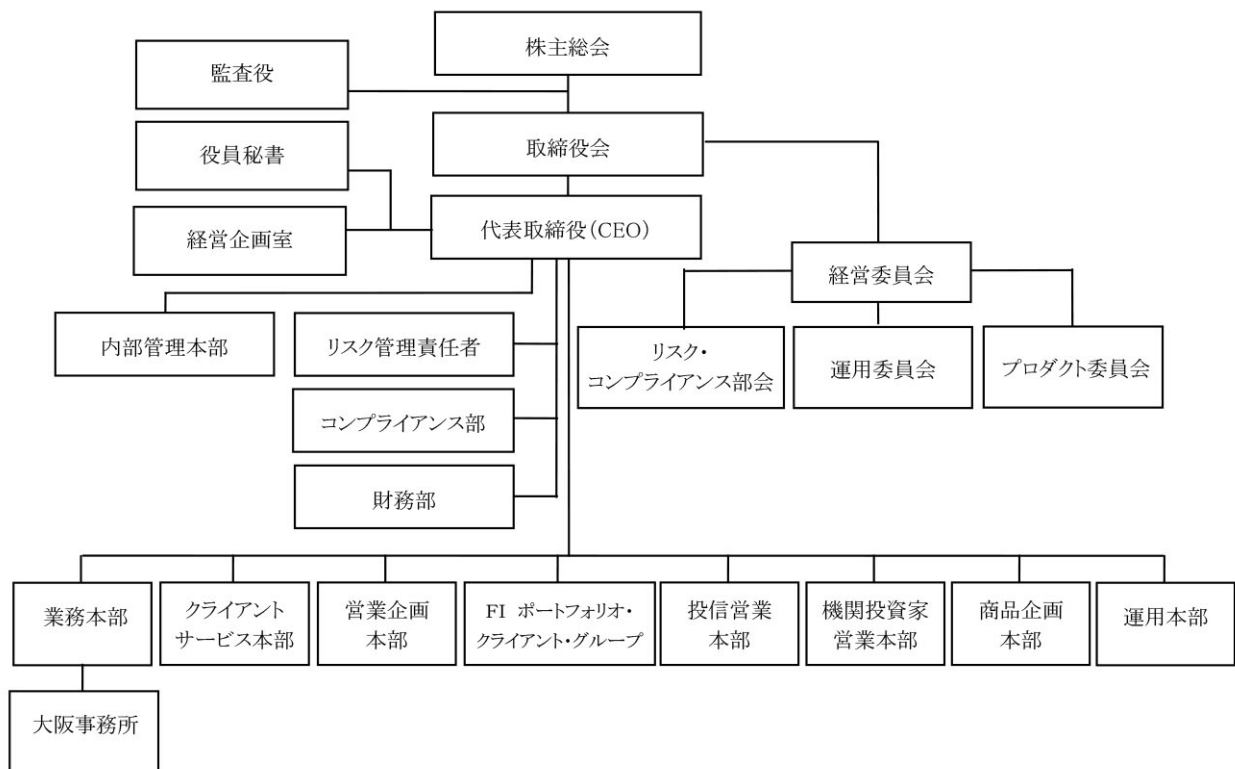 株主総会
監査役
取締役会
役員秘書
代表取締役（CEO）
経営企画室
経営委員会
内部管理本部
リスク管理責任者
リスク・
コンプライアンス部会
運用委員会
プロダクト委員会
コンプライアンス部
財務部
業務本部
クライアント
サービス本部
営業企画
本部
FI ポートフォリオ・
クライアント・グループ
投信営業
本部
機関投資家
営業本部
商品企画
本部
運用本部
大阪事務所